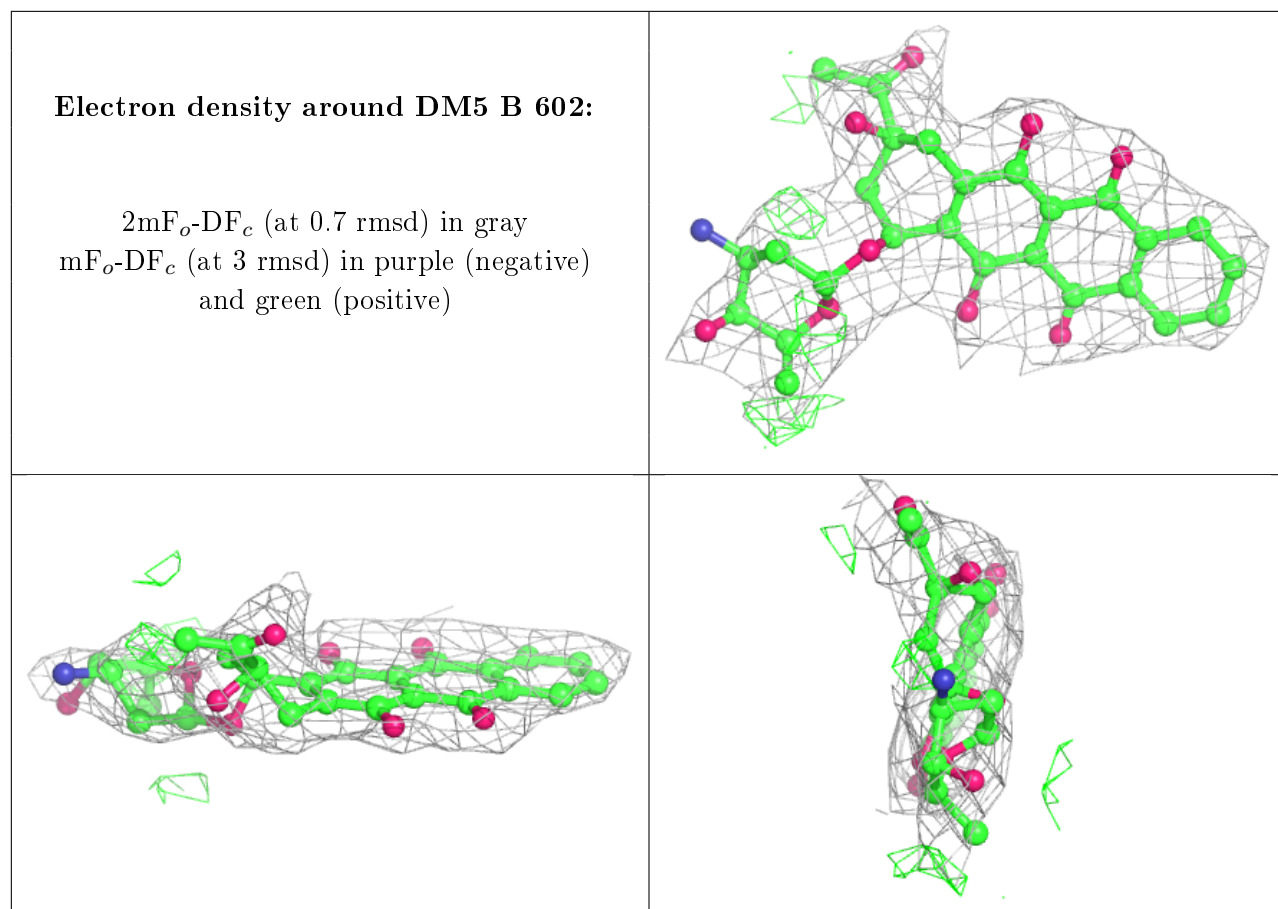 Electron density around DM5 B 602:
2mFo-DFc (at 0.7 rmsd) in gray
mFo-DFc (at 3 rmsd) in purple (negative)
and green (positive)